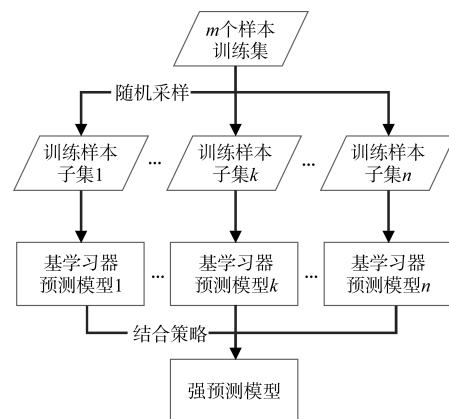 m个样本
训练集
随机采样
训练样本
子集1
...
训练样本
子集k
...
训练样本
子集n
基学习器
预测模型1
...
基学习器
预测模型k
...
基学习器
预测模型n
结合策略
强预测模型